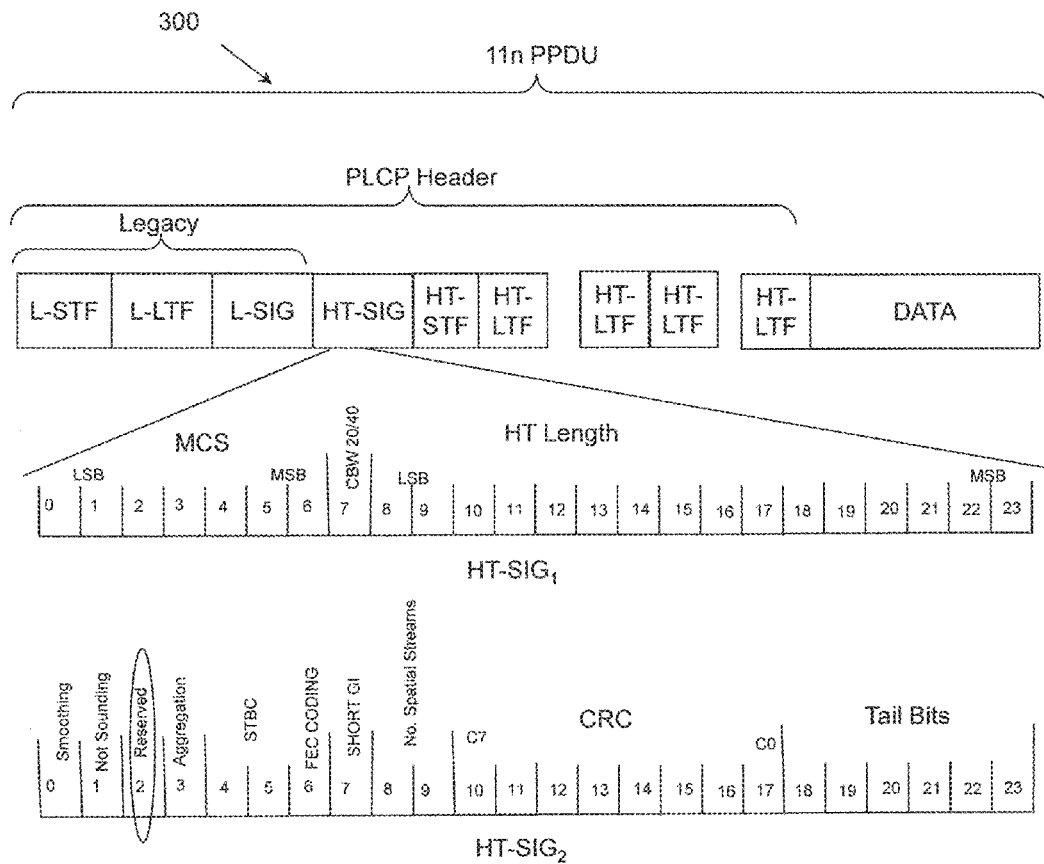 300
11n PPDU
PLCP Header
Legacy
L-STF L-LTF L-SIG HT-SIG HT-STF HT-LTF HT-LTF HT-LTF HT-LTF DATA
MCS CBW 20/40 HT Length
LSB MSB LSB MSB
0 1 2 3 4 5 6 7 8 9 10 11 12 13 14 15 16 17 18 19 20 21 22 23
HT-SIG1
Smoothing Not Sounding Reserved Aggregation STBC FEC CODING SHORT GI No. Spatial Streams CRC Tail Bits
C7 C0
0 1 2 3 4 5 6 7 8 9 10 11 12 13 14 15 16 17 18 19 20 21 22 23
HT-SIG2